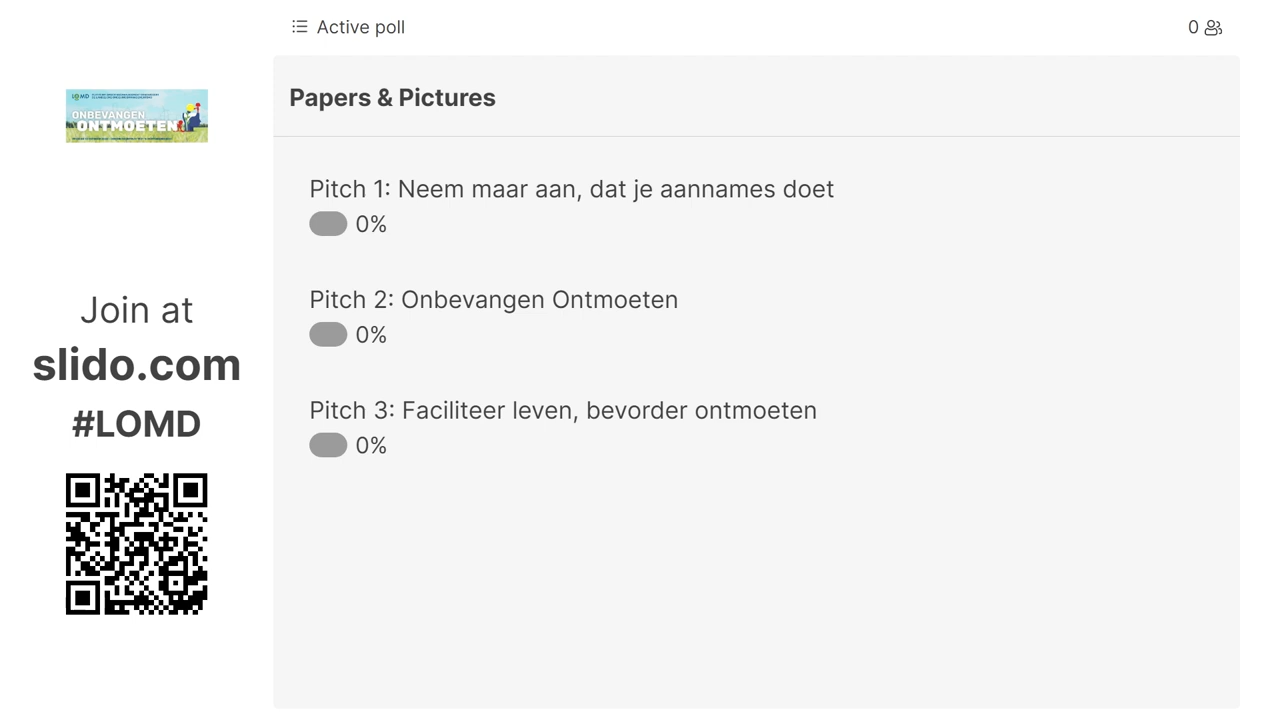 Active poll
0
Papers & Pictures
LOMD
ONBEVANGEN
ONTMOETEN
Pitch 1: Neem maar aan, dat je aannames doet
0%
Pitch 2: Onbevangen Ontmoeten
0%
Pitch 3: Faciliteer leven, bevorder ontmoeten
0%
Join at
slido.com
#LOMD